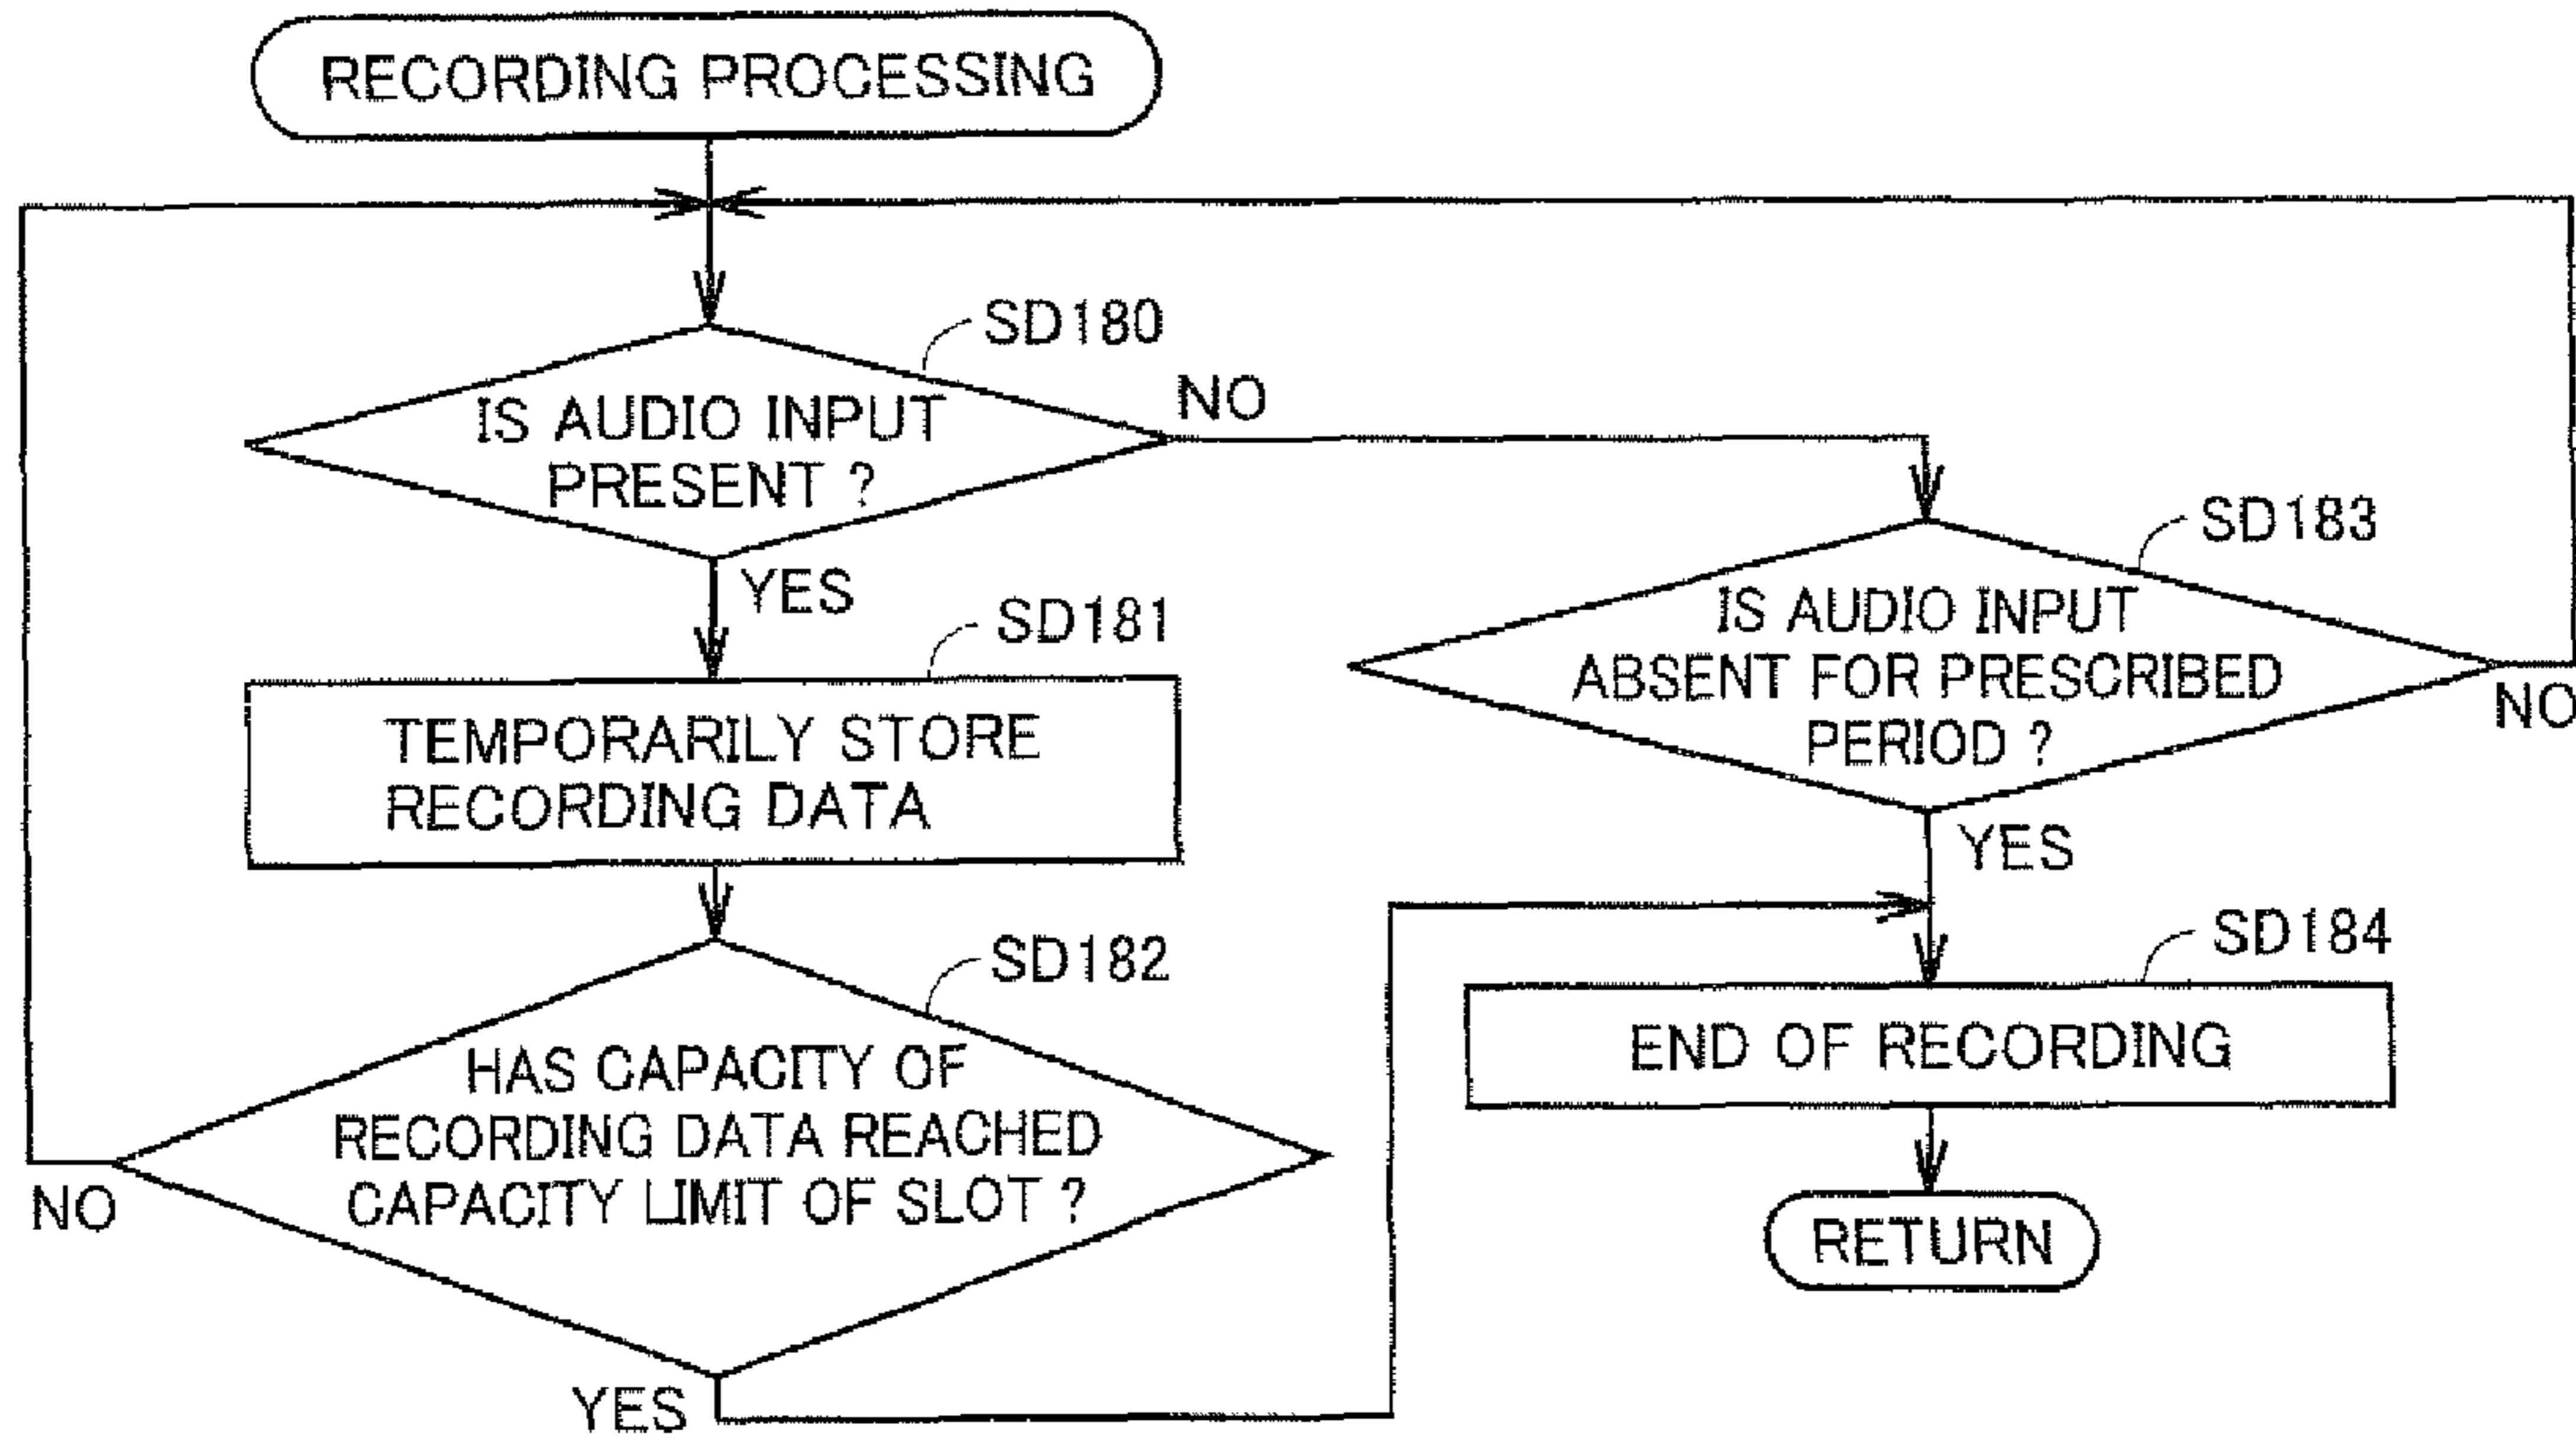 RECORDING PROCESSING
SD180
IS AUDIO INPUT
PRESENT ?
NO
YES
SD181
TEMPORARILY STORE
RECORDING DATA
SD182
HAS CAPACITY OF
RECORDING DATA REACHED
CAPACITY LIMIT OF SLOT ?
NO
YES
SD183
IS AUDIO INPUT
ABSENT FOR PRESCRIBED
PERIOD ?
NO
YES
SD184
END OF RECORDING
RETURN